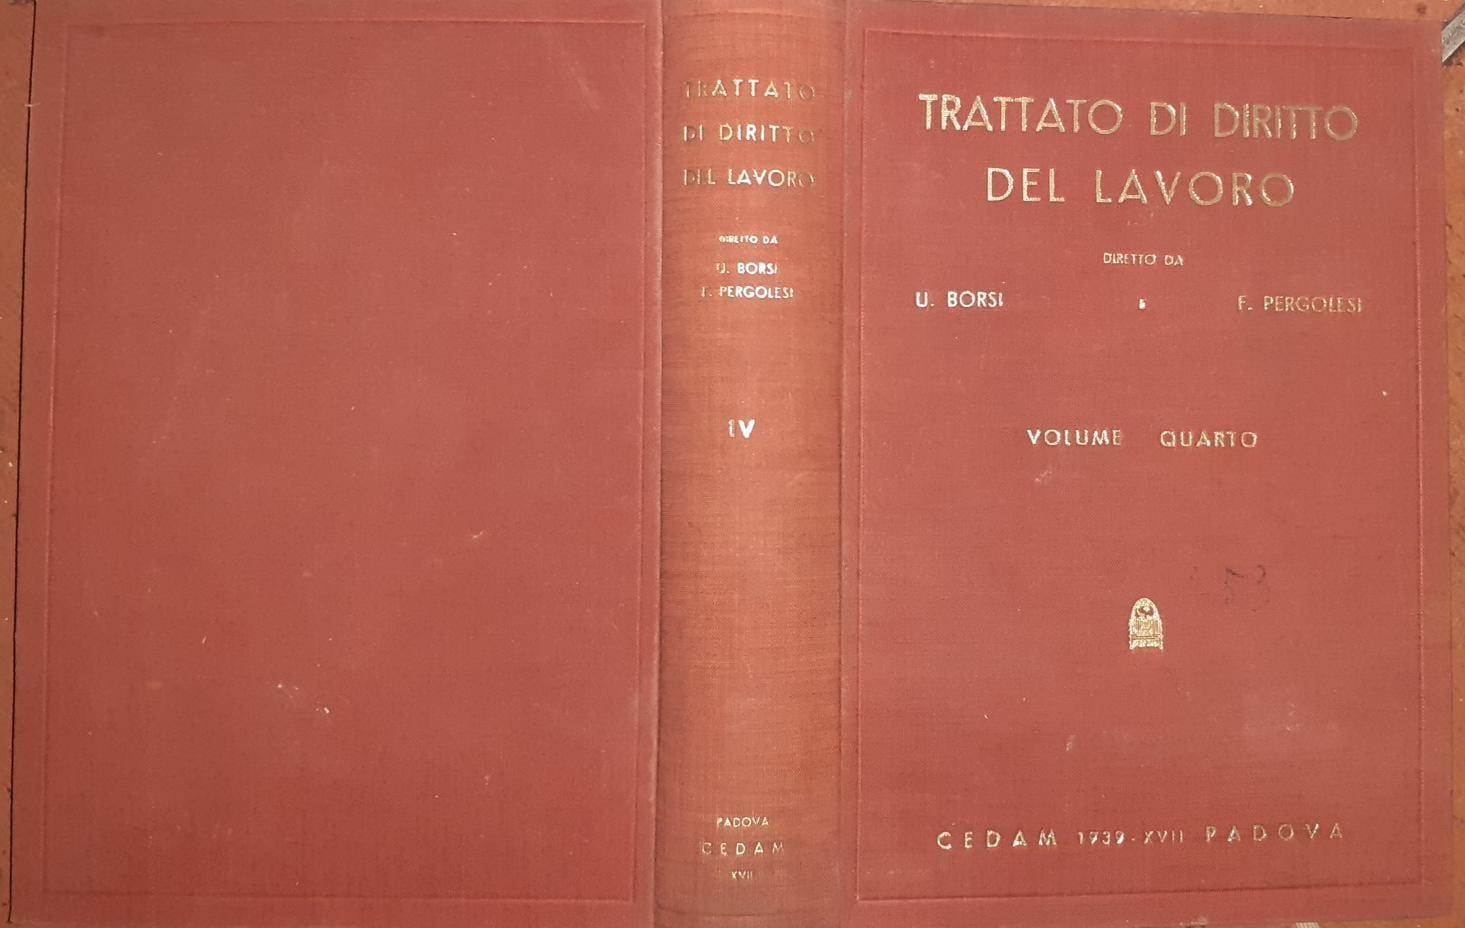 TRATTATO
DI DIRITTO
DEL LAVORO
DIRETTO DA
U. BORSI
F. PERGOLESI
IV
PADOVA
CEDAM
XVII
TRATTATO DI DIRITTO
DEL LAVORO
DIRETTO DA
U. BORSI E F. PERGOLESI
VOLUME QUARTO
CEDAM 1939-XVII PADOVA